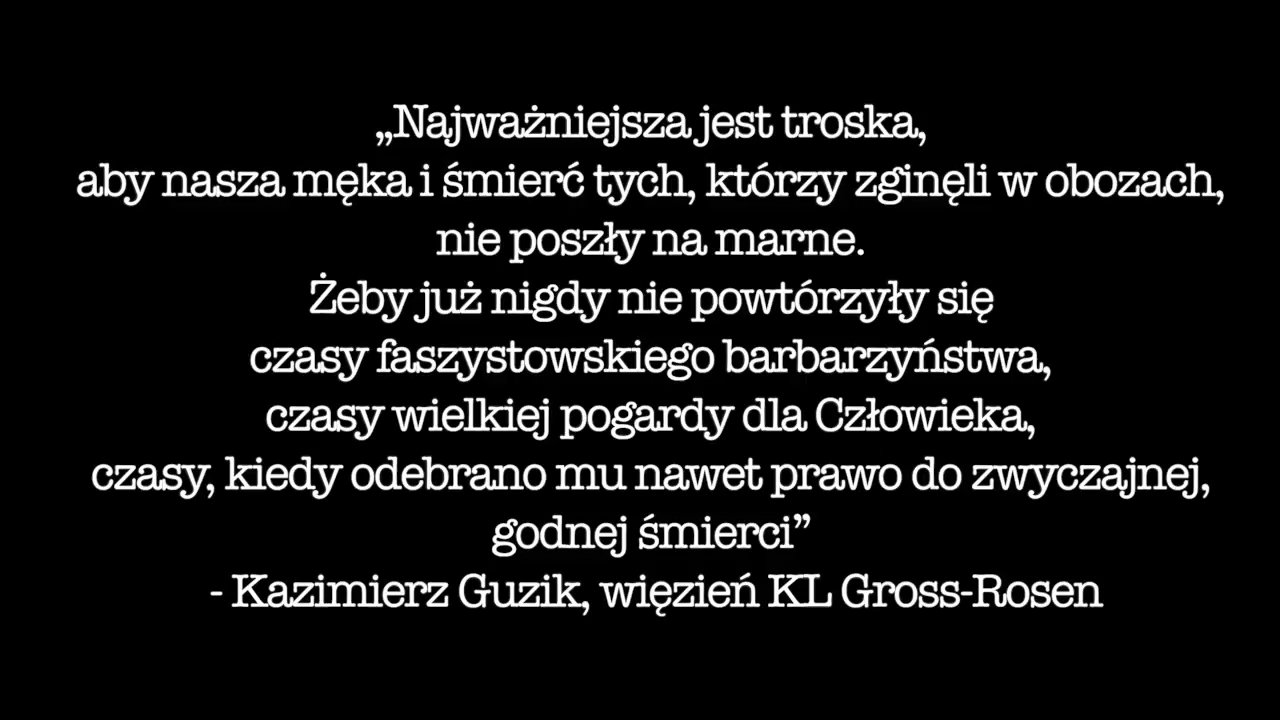 „Najważniejsza jest troska,
aby nasza męka i śmierć tych, którzy zginęli w obozach,
nie poszły na marne.
Żeby już nigdy nie powtórzyły się
czasy faszystowskiego barbarzyństwa,
czasy wielkiej pogardy dla Człowieka,
czasy, kiedy odebrano mu nawet prawo do zwyczajnej,
godnej śmierci”
- Kazimierz Guzik, więzień KL Gross-Rosen